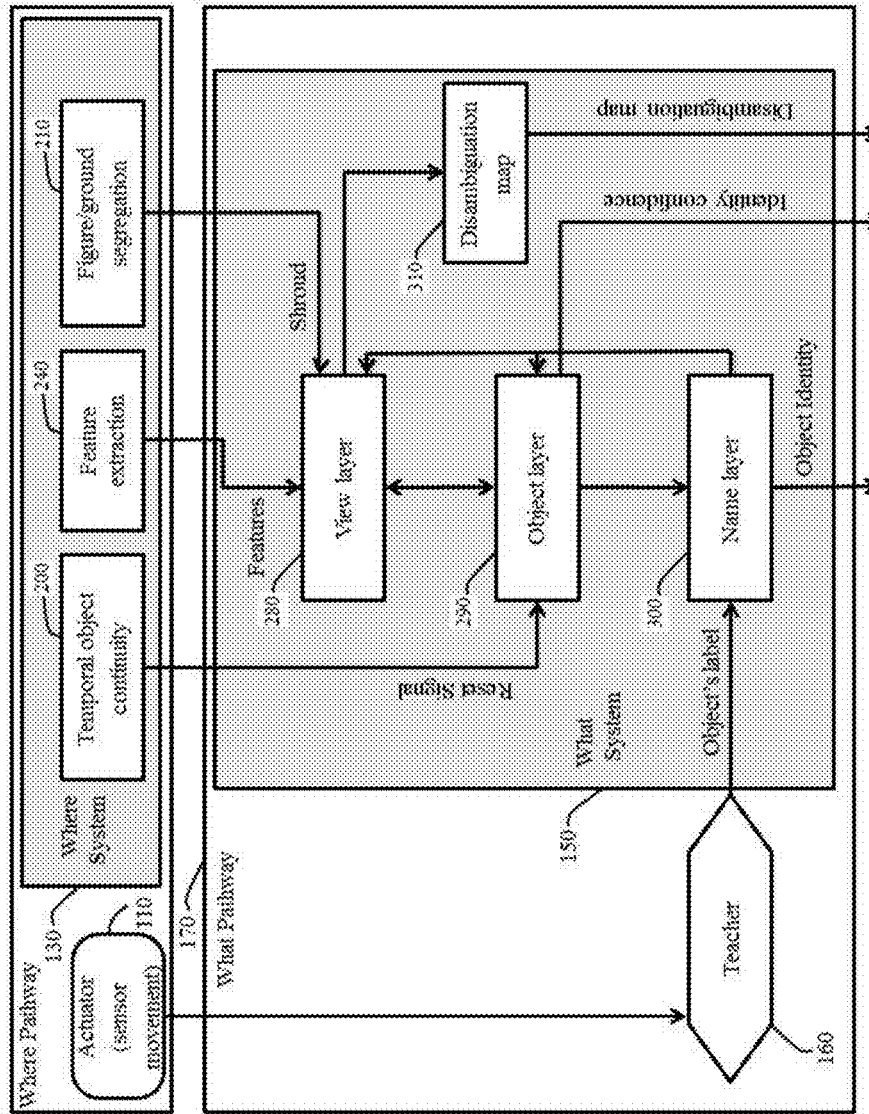 Where Pathway
Actuator
(sensor
movement)
110
130
Where
System
Temporal object
continuity
200
Feature
extraction
240
Figure/ground
segregation
210
170
What Pathway
Reset Signal
Features
Shroud
View layer
280
Object layer
290
Name layer
300
Disambiguation
map
310
What
System
150
Object's label
Teacher
160
Object Identity
Identity confidence
Disambiguation map